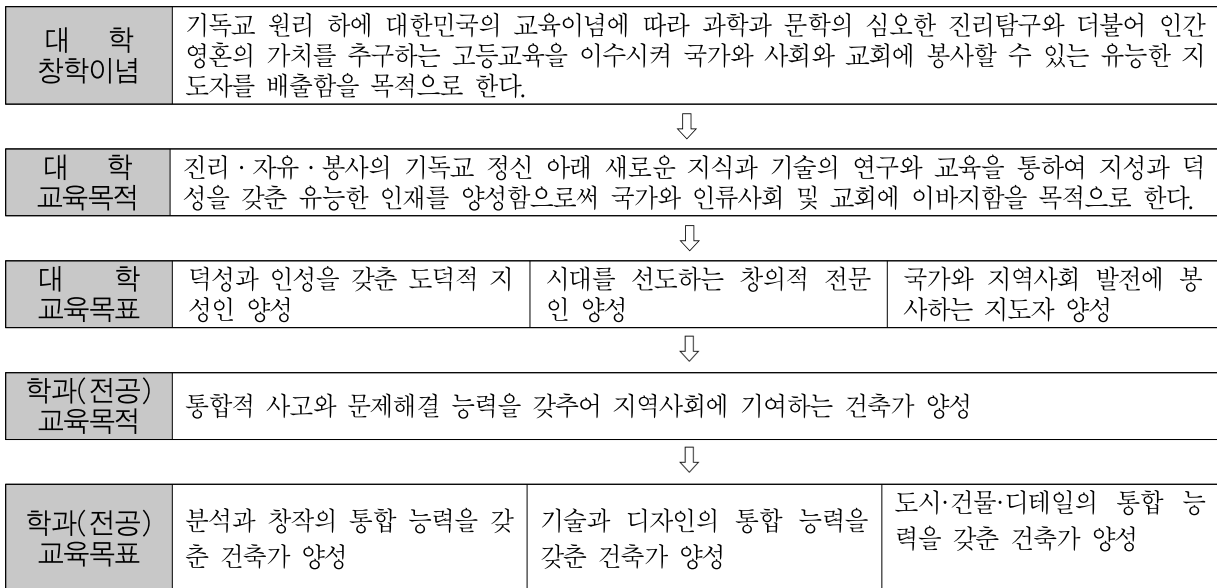 대 학
창학이념
기독교 원리 하에 대한민국의 교육이념에 따라 과학과 문학의 심오한 진리탐구와 더불어 인간
영혼의 가치를 추구하는 고등교육을 이수시켜 국가와 사회와 교회에 봉사할 수 있는 유능한 지
도자를 배출함을 목적으로 한다.
⇩
대 학
교육목적
진리 · 자유 · 봉사의 기독교 정신 아래 새로운 지식과 기술의 연구와 교육을 통하여 지성과 덕
성을 갖춘 유능한 인재를 양성함으로써 국가와 인류사회 및 교회에 이바지함을 목적으로 한다.
⇩
대 학
교육목표
덕성과 인성을 갖춘 도덕적 지
성인 양성
시대를 선도하는 창의적 전문
인 양성
국가와 지역사회 발전에 봉
사하는 지도자 양성
⇩
학과(전공)
교육목적
통합적 사고와 문제해결 능력을 갖추어 지역사회에 기여하는 건축가 양성
⇩
학과(전공)
교육목표
분석과 창작의 통합 능력을 갖
춘 건축가 양성
기술과 디자인의 통합 능력을
갖춘 건축가 양성
도시·건물·디테일의 통합 능
력을 갖춘 건축가 양성